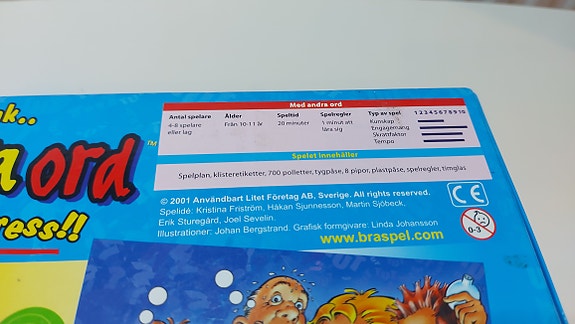 Med andra ord
Antal spelare Ålder Speltid Spelregler Typ av spel 1 2 3 4 5 6 7 8 9 10
4-8 spelare Från 10-11 år 20 minuter 1 minut att Kunskap
eller lag lära sig Engagemang
Skrattfaktor
Tempo
Spelet innehåller
Spelplan, klisteretiketter, 700 polletter, tygpåse, 8 pipor, plastpåse, spelregler, timglas
© 2001 Användbart Litet Företag AB, Sverige. All rights reserved.
Spelidé: Kristina Friström, Håkan Sjunnesson, Martin Sjöbeck,
Erik Sturegård, Joel Sevelin.
Illustrationer: Johan Bergstrand. Grafisk formgivare: Linda Johansson
www.braspel.com
CE
0-3
k..
a ord TM
ress!!